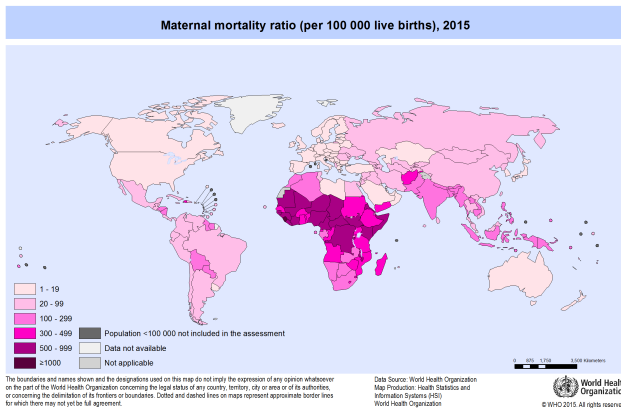 Maternal mortality ratio (per 100 000 live births), 2015
1 - 19
20 - 99
100 - 299
300 - 499
500 - 999
≥1000
Population <100 000 not included in the assessment
Data not available
Not applicable
0 875 1,750 3,500 Kilometers
The boundaries and names shown and the designations used on this map do not imply the expression of any opinion whatsoever
on the part of the World Health Organization concerning the legal status of any country, territory, city or area or of its authorities,
or concerning the delimitation of its frontiers or boundaries. Dotted and dashed lines on maps represent approximate border lines
for which there may not yet be full agreement.
Data Source: World Health Organization
Map Production: Health Statistics and
Information Systems (HSI)
World Health Organization
World Healt
Organizatio
© WHO 2015. All rights reserve